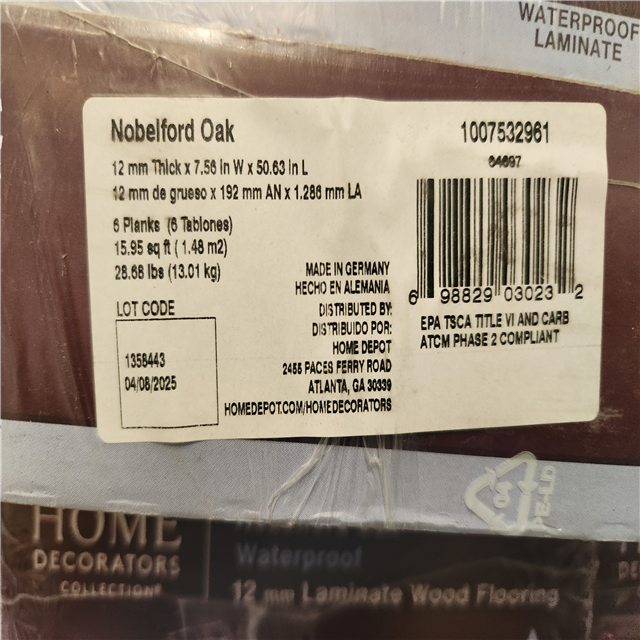 WATERPROOF
LAMINATE
Nobelford Oak
1007532961
64697
12 mm Thick x 7.56 in W x 50.63 in L
12 mm de grueso x 192 mm AN x 1.286 mm LA
6 Planks (6 Tablones)
15.95 sq ft ( 1.48 m2)
28.68 lbs (13.01 kg)
MADE IN GERMANY
HECHO EN ALEMANIA
DISTRIBUTED BY:
DISTRIBUIDO POR:
HOME DEPOT
2455 PACES FERRY ROAD
ATLANTA, GA 30339
HOMEDEPOT.COM/HOMEDECORATORS
LOT CODE
1358443
04/08/2025
6 98829 03023 2
EPA TSCA TITLE VI AND CARB
ATCM PHASE 2 COMPLIANT
04
PE-LD
HOME
DECORATORS
COLLECTION
Waterproof
12 mm Laminate Wood Flooring